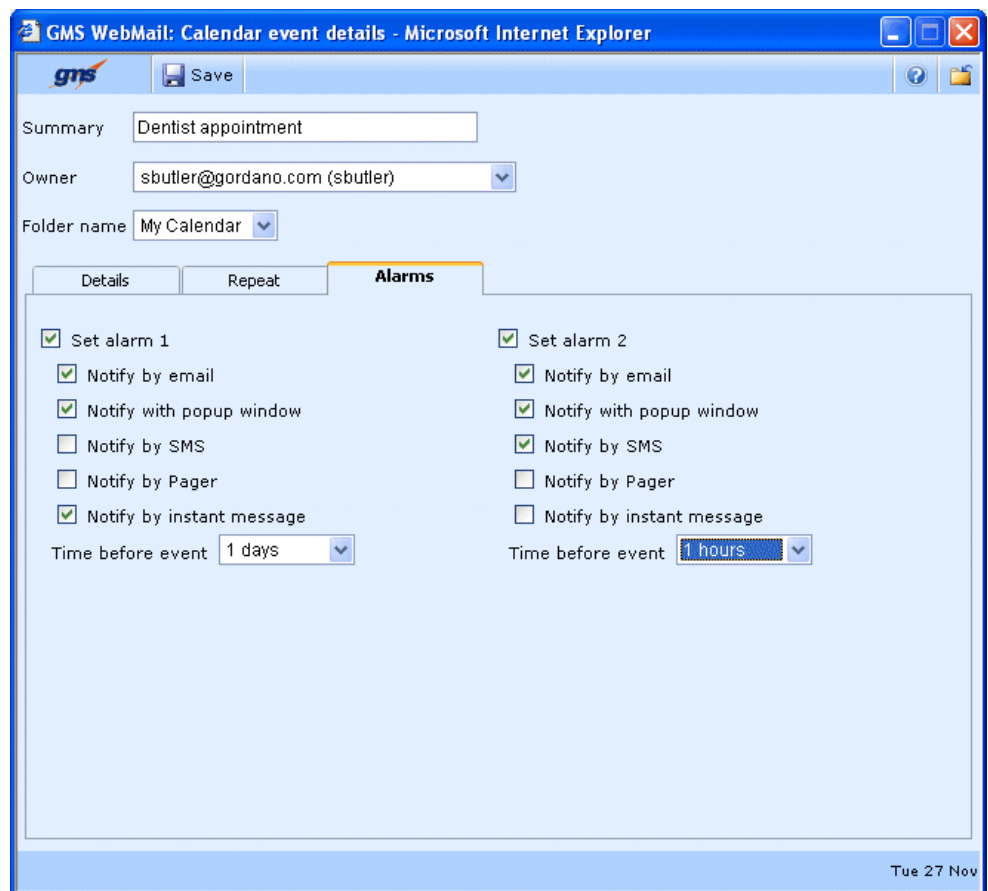 GMS WebMail: Calendar event details - Microsoft Internet Explorer
gms Save
Summary Dentist appointment
Owner sbutler@gordano.com (sbutler)
Folder name My Calendar
Details Repeat Alarms
Set alarm 1 Set alarm 2
Notify by email Notify by email
Notify with popup window Notify with popup window
Notify by SMS Notify by SMS
Notify by Pager Notify by Pager
Notify by instant message Notify by instant message
Time before event 1 days Time before event 1 hours
Tue 27 Nov